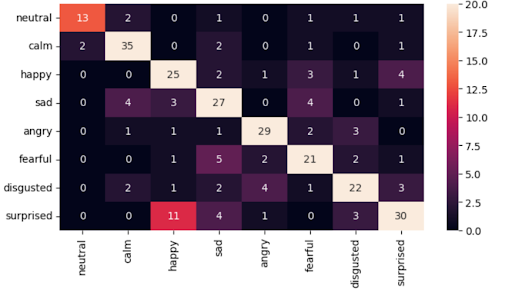 neutral 13 2 0 1 0 1 1 1
calm 2 35 0 2 0 1 0 1
happy 0 0 25 2 1 3 1 4
sad 0 4 3 27 0 4 0 1
angry 0 1 1 1 29 2 3 0
fearful 0 0 1 5 2 21 2 1
disgusted 0 2 1 2 4 1 22 3
surprised 0 0 11 4 1 0 3 30
neutral calm happy sad angry fearful disgusted surprised
20.0
17.5
15.0
12.5
10.0
7.5
5.0
2.5
0.0